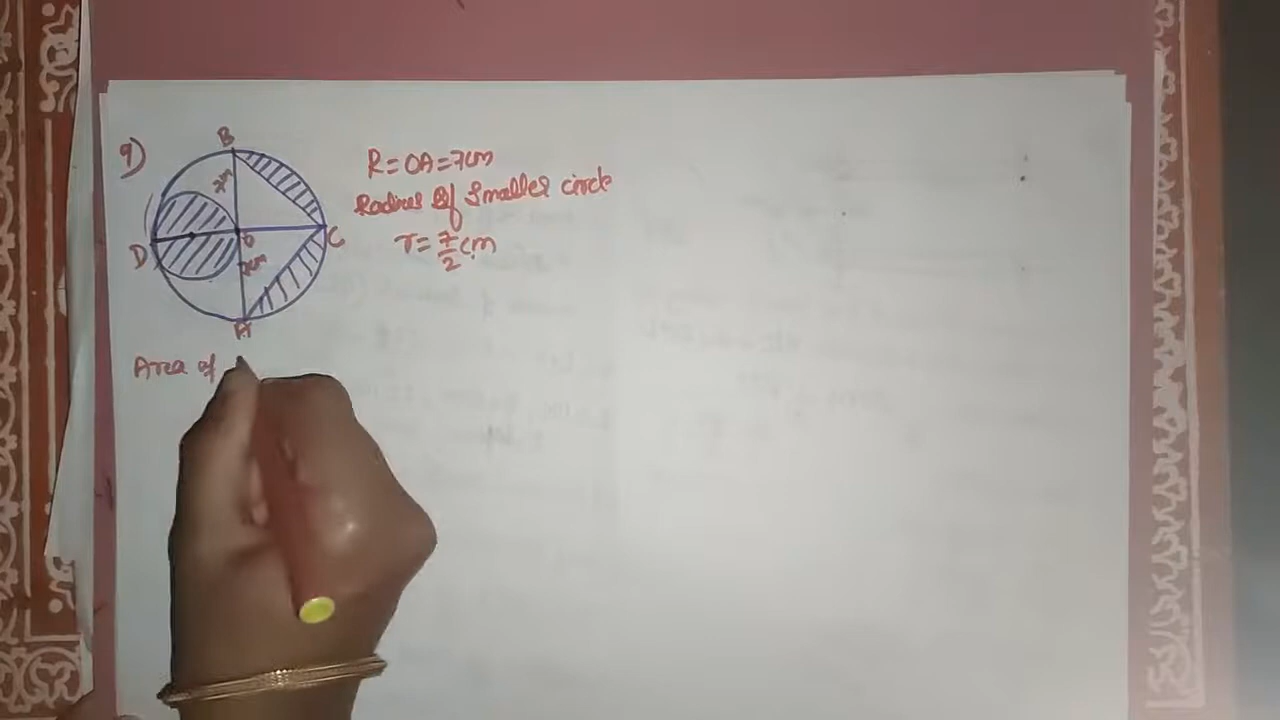 9)
B
7cm
O
C
D
7cm
A
R = OA = 7cm
Radius of smaller circle
r = 7/2 cm
Area of